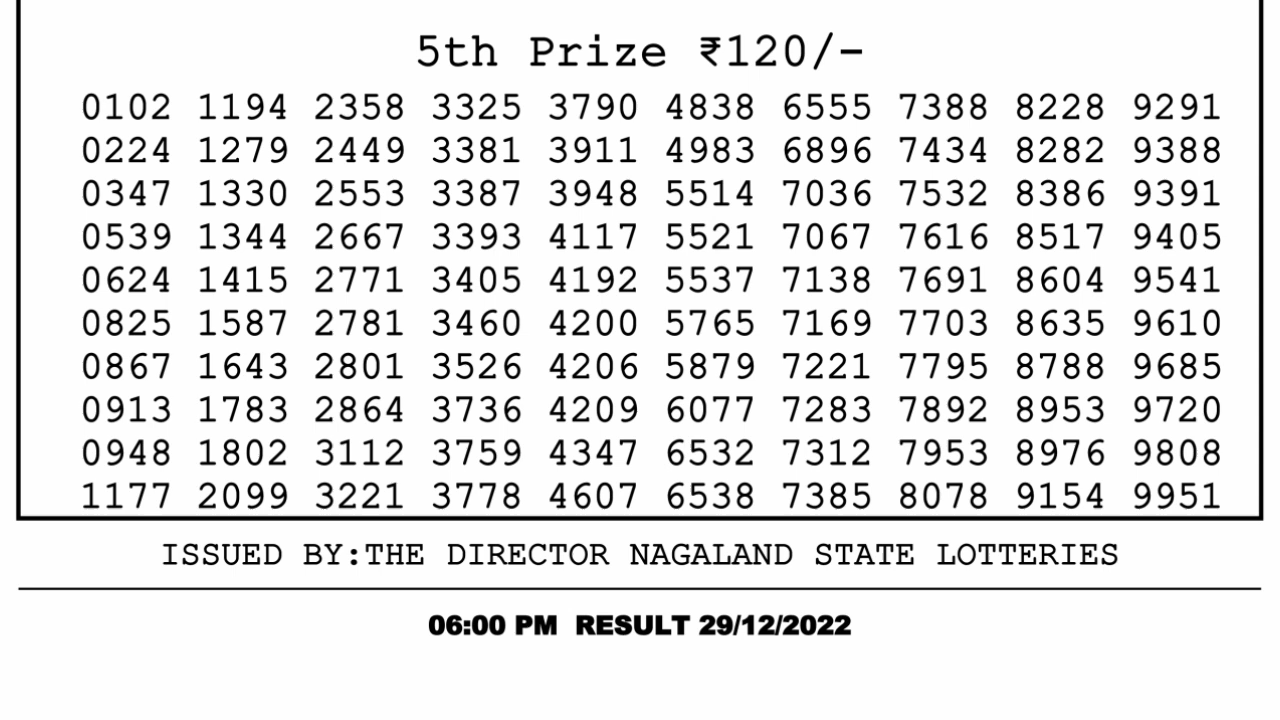 5th Prize ₹120/-
0102 1194 2358 3325 3790 4838 6555 7388 8228 9291
0224 1279 2449 3381 3911 4983 6896 7434 8282 9388
0347 1330 2553 3387 3948 5514 7036 7532 8386 9391
0539 1344 2667 3393 4117 5521 7067 7616 8517 9405
0624 1415 2771 3405 4192 5537 7138 7691 8604 9541
0825 1587 2781 3460 4200 5765 7169 7703 8635 9610
0867 1643 2801 3526 4206 5879 7221 7795 8788 9685
0913 1783 2864 3736 4209 6077 7283 7892 8953 9720
0948 1802 3112 3759 4347 6532 7312 7953 8976 9808
1177 2099 3221 3778 4607 6538 7385 8078 9154 9951
ISSUED BY:THE DIRECTOR NAGALAND STATE LOTTERIES
06:00 PM RESULT 29/12/2022